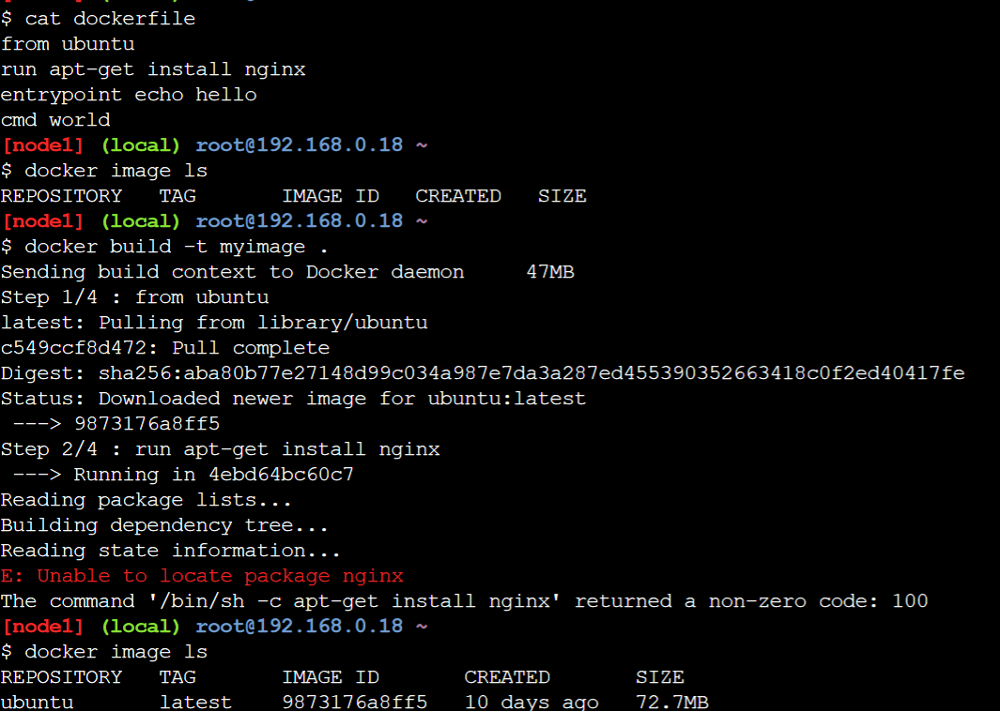 $ cat dockerfile
from ubuntu
run apt-get install nginx
entrypoint echo hello
cmd world
[node1] (local) root@192.168.0.18 ~
$ docker image ls
REPOSITORY   TAG       IMAGE ID   CREATED   SIZE
[node1] (local) root@192.168.0.18 ~
$ docker build -t myimage .
Sending build context to Docker daemon     47MB
Step 1/4 : from ubuntu
latest: Pulling from library/ubuntu
c549ccf8d472: Pull complete
Digest: sha256:aba80b77e27148d99c034a987e7da3a287ed455390352663418c0f2ed40417fe
Status: Downloaded newer image for ubuntu:latest
 ---> 9873176a8ff5
Step 2/4 : run apt-get install nginx
 ---> Running in 4ebd64bc60c7
Reading package lists...
Building dependency tree...
Reading state information...
E: Unable to locate package nginx
The command '/bin/sh -c apt-get install nginx' returned a non-zero code: 100
[node1] (local) root@192.168.0.18 ~
$ docker image ls
REPOSITORY   TAG       IMAGE ID       CREATED       SIZE
ubuntu       latest    9873176a8ff5   10 days ago   72.7MB